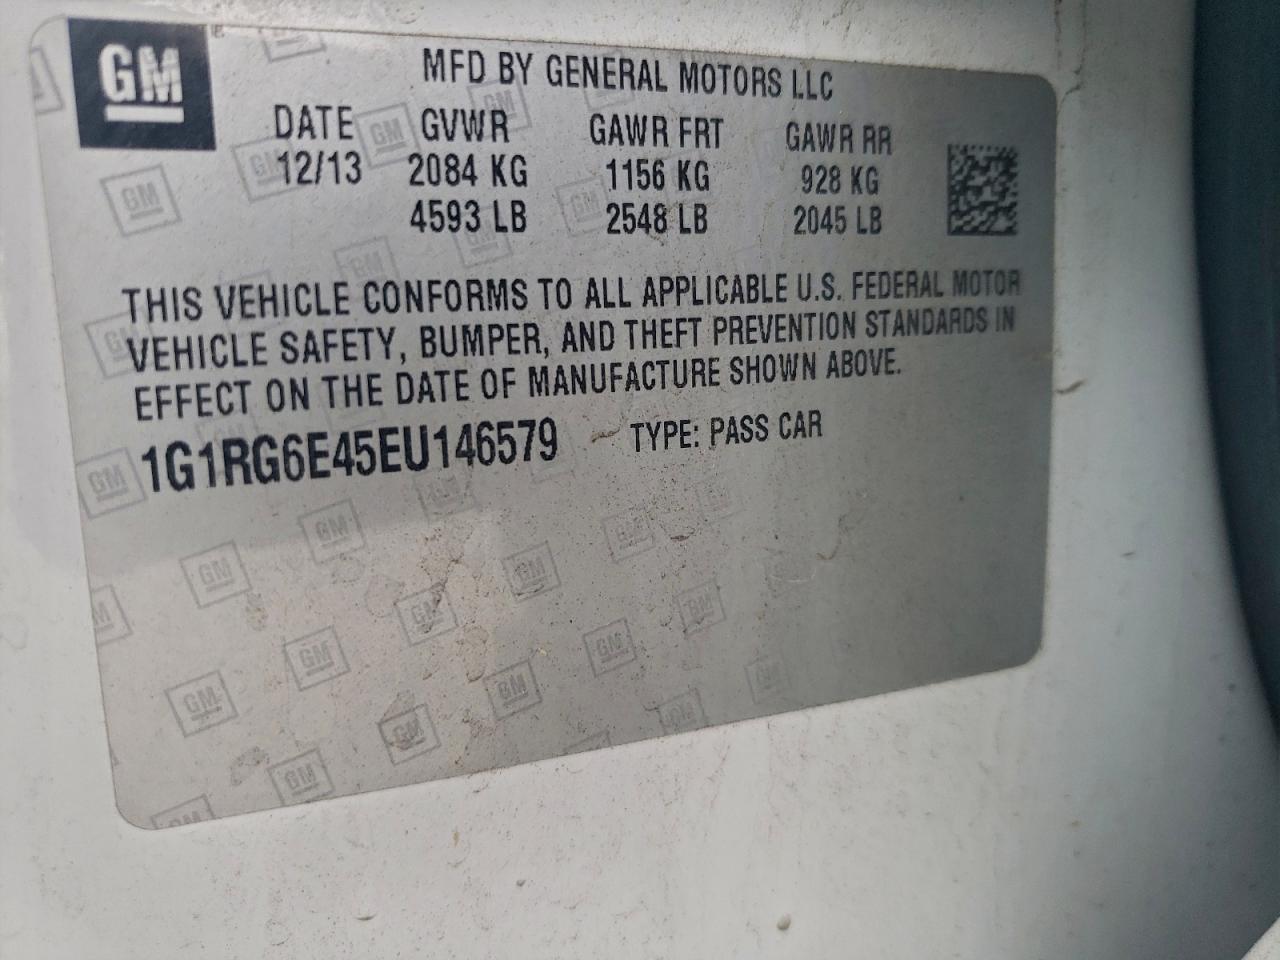 GM
MFD BY GENERAL MOTORS LLC
DATE GVWR GAWR FRT GAWR RR
12/13 2084 KG 1156 KG 928 KG
4593 LB 2548 LB 2045 LB
THIS VEHICLE CONFORMS TO ALL APPLICABLE U.S. FEDERAL MOTOR
VEHICLE SAFETY, BUMPER, AND THEFT PREVENTION STANDARDS IN
EFFECT ON THE DATE OF MANUFACTURE SHOWN ABOVE.
1G1RG6E45EU146579 TYPE: PASS CAR